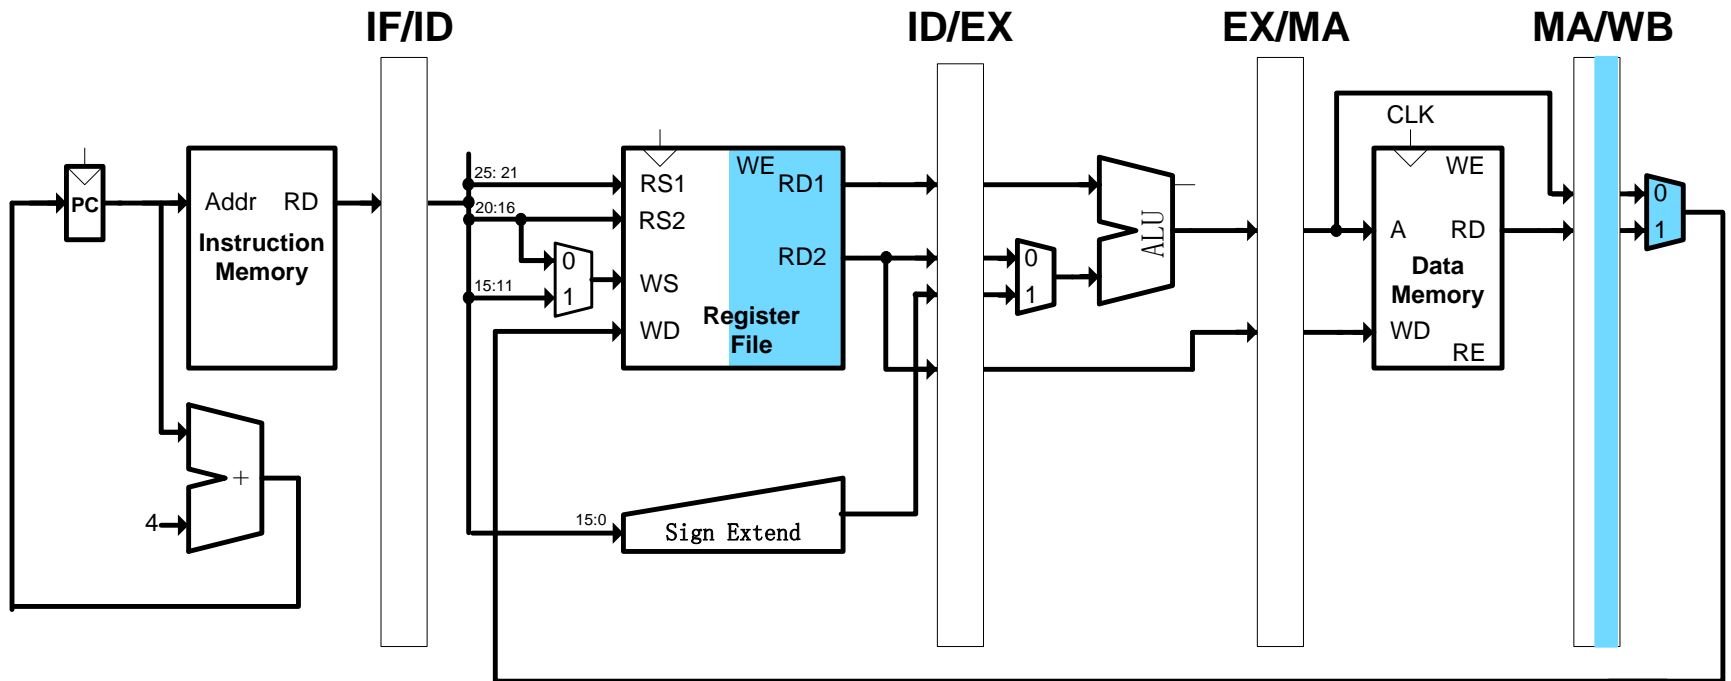 IF/ID
ID/EX
EX/MA
MA/WB
PC
Addr
RD
Instruction
Memory
4
+
25: 21
20:16
15:11
15:0
0
1
RS1
RS2
WS
WD
WE
RD1
RD2
Register
File
Sign Extend
0
1
ALU
CLK
WE
A
RD
Data
Memory
WD
RE
0
1